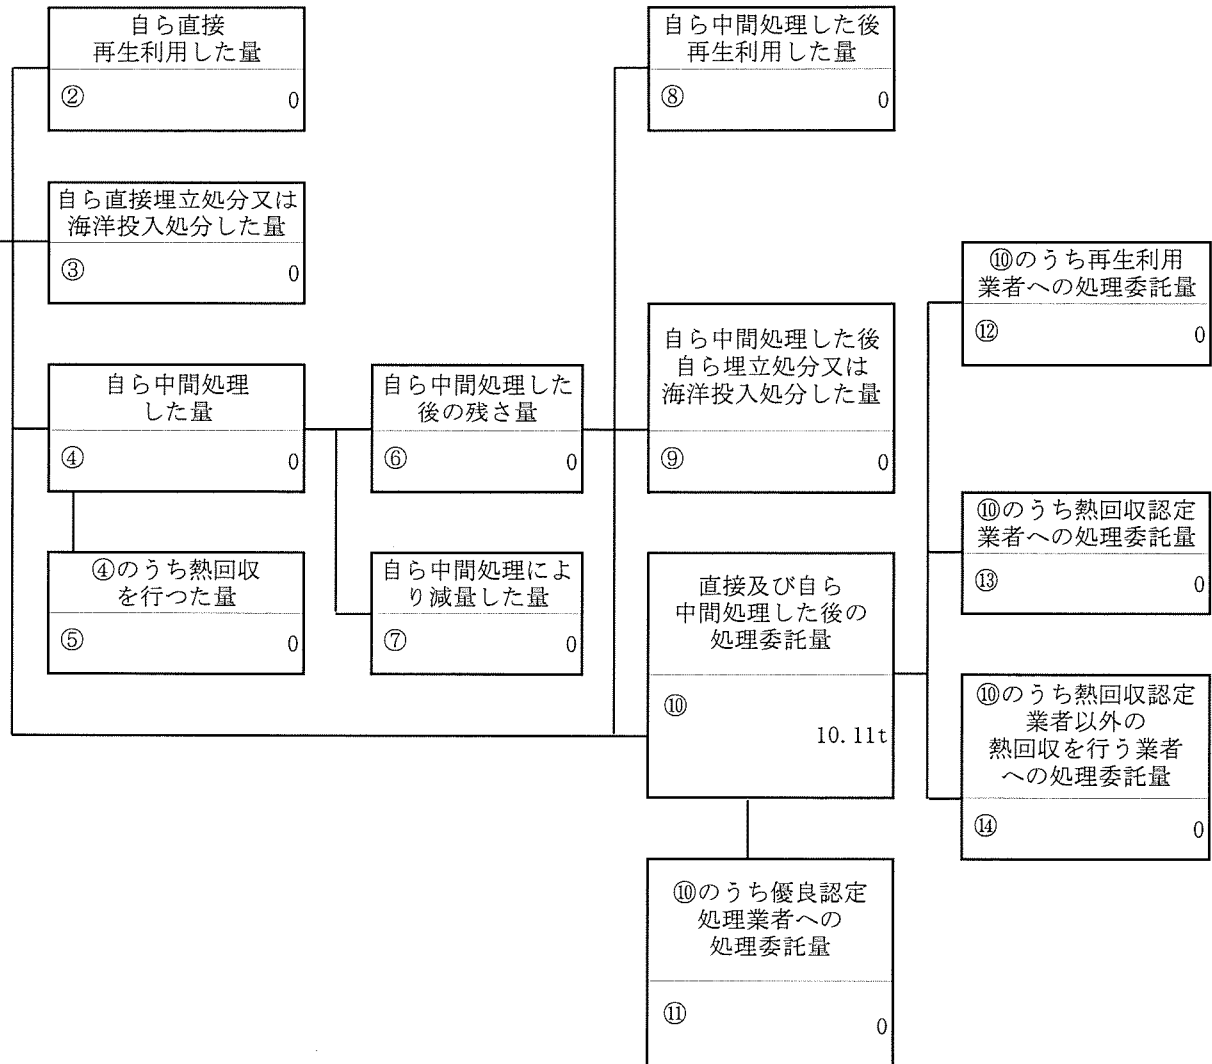 自ら直接
再生利用した量
②
0
自ら直接埋立処分又は
海洋投入処分した量
③
0
自ら中間処理
した量
④
0
④のうち熱回収
を行つた量
⑤
0
自ら中間処理した
後の残さ量
⑥
0
自ら中間処理によ
り減量した量
⑦
0
自ら中間処理した後
再生利用した量
⑧
0
自ら中間処理した後
自ら埋立処分又は
海洋投入処分した量
⑨
0
直接及び自ら
中間処理した後の
処理委託量
⑩
10.11t
⑩のうち優良認定
処理業者への
処理委託量
⑪
0
⑩のうち再生利用
業者への処理委託量
⑫
0
⑩のうち熱回収認定
業者への処理委託量
⑬
0
⑩のうち熱回収認定
業者以外の
熱回収を行う業者
への処理委託量
⑭
0